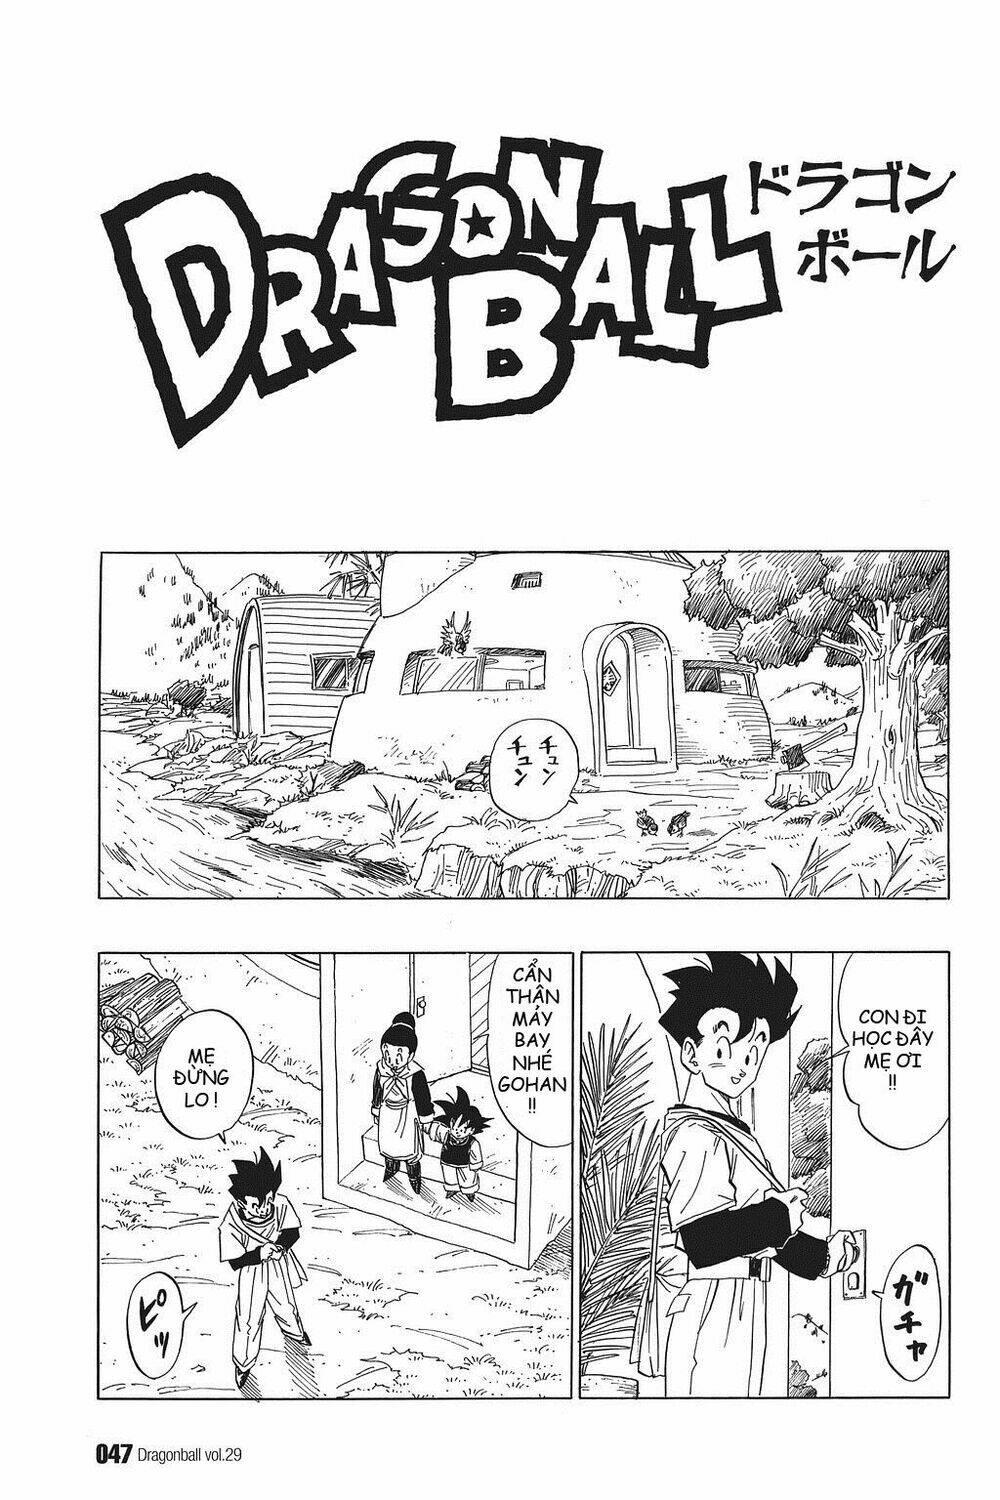 DRAGON
BALL
ドラゴン
ボール
チュン
チュン
CON ĐI
HỌC ĐÂY
MẸ ƠI
!!
ガチャ
CẨN
THẬN
MÁY
BAY
NHÉ
GOHAN
!!
MẸ
ĐỪNG
LO !
ピッ
047 Dragonball vol.29